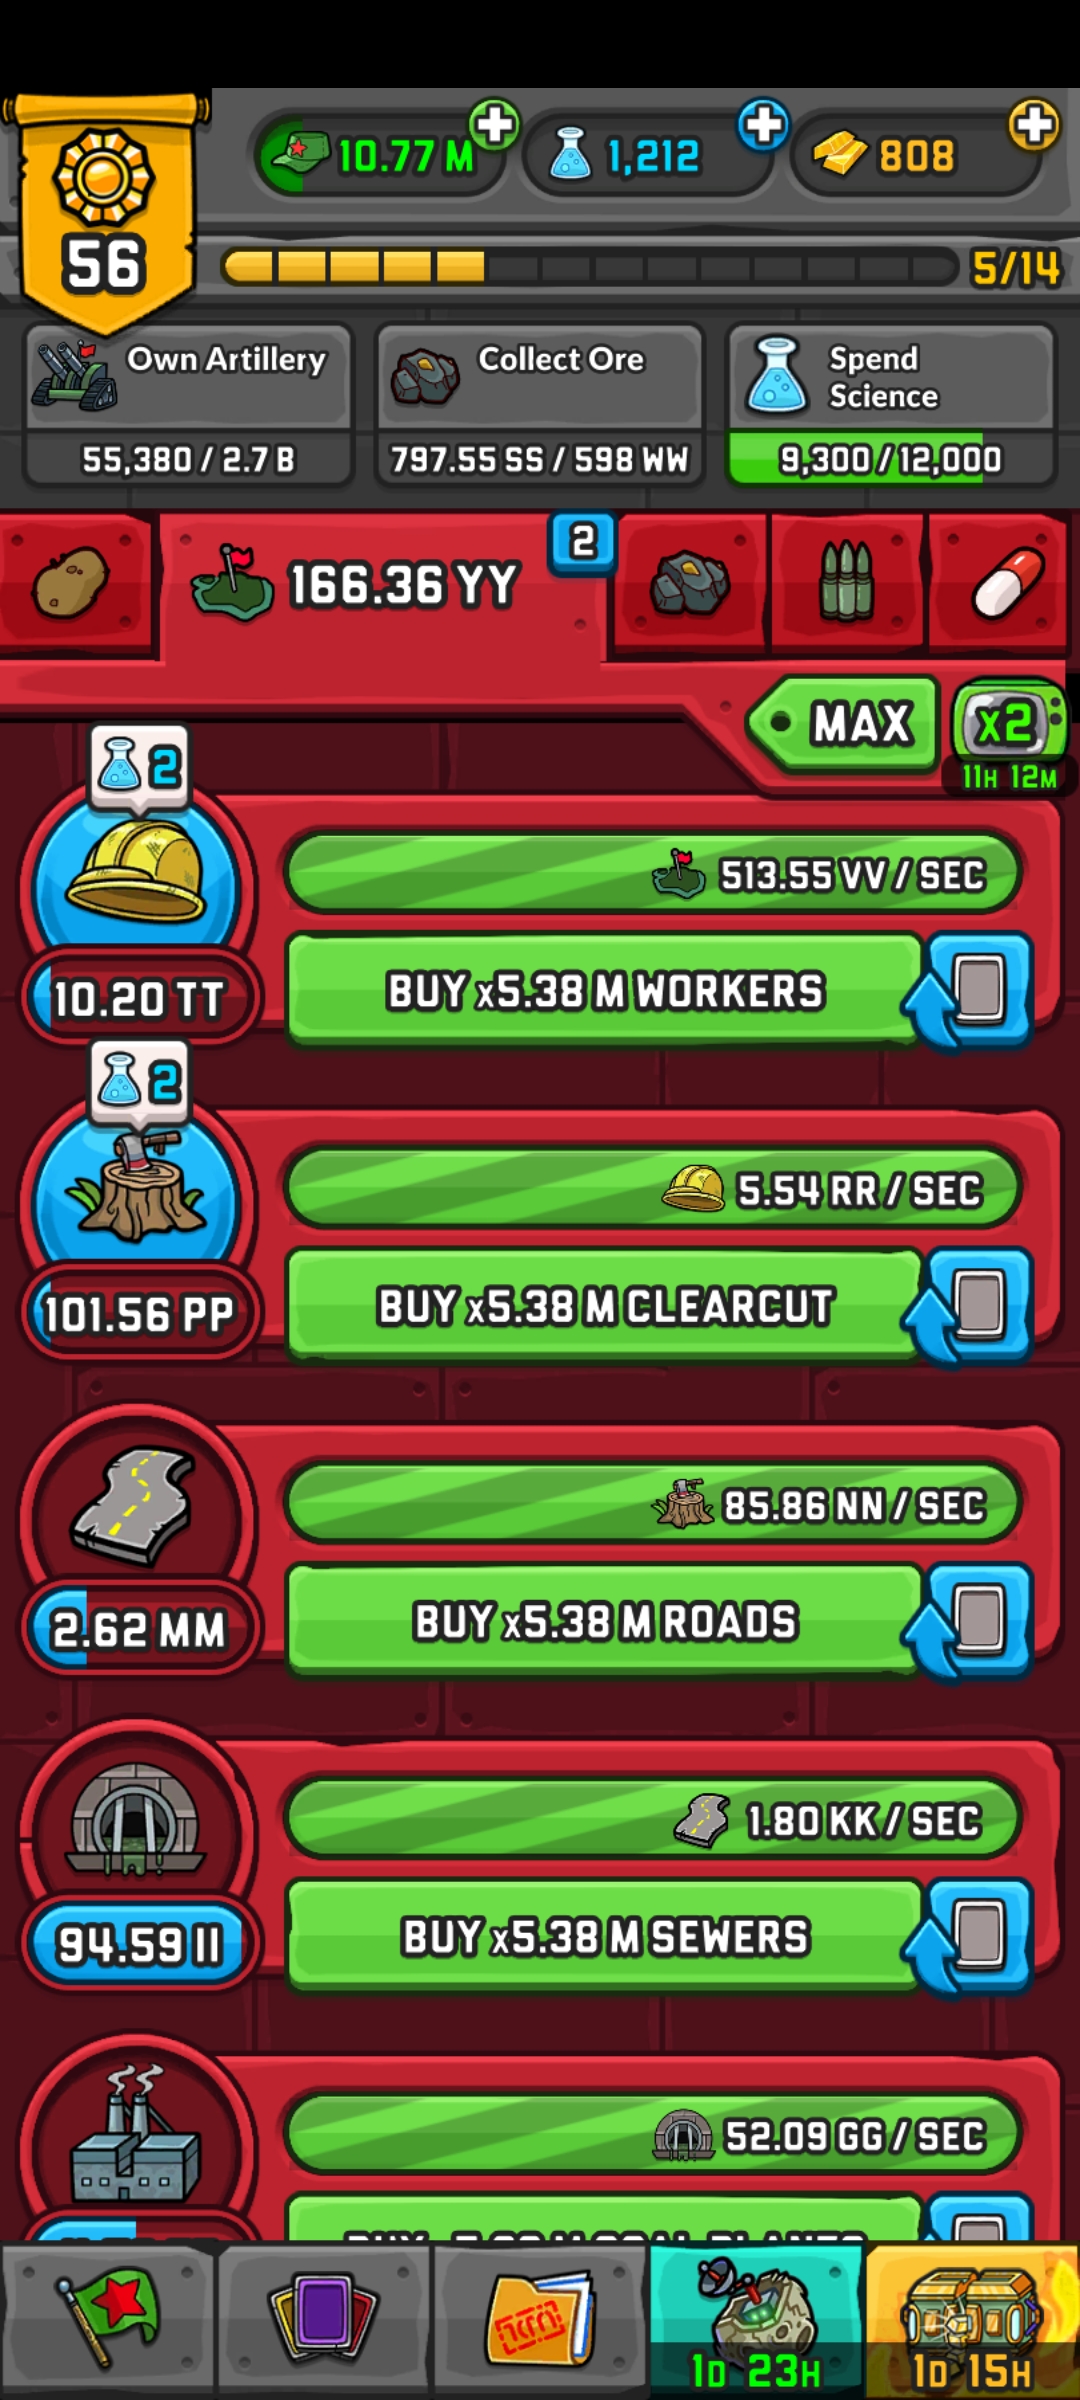 56
10.77 M
1,212
808
5/14
Own Artillery
55,380 / 2.7 B
Collect Ore
797.55 SS / 598 WW
Spend
Science
9,300 / 12,000
166.36 YY
2
MAX
x2
11H 12M
2
513.55 VV / SEC
10.20 TT
BUY x5.38 M WORKERS
2
5.54 RR / SEC
101.56 PP
BUY x5.38 M CLEARCUT
85.86 NN / SEC
2.62 MM
BUY x5.38 M ROADS
1.80 KK / SEC
94.59 II
BUY x5.38 M SEWERS
52.09 GG / SEC
1D 23H
1D 15H